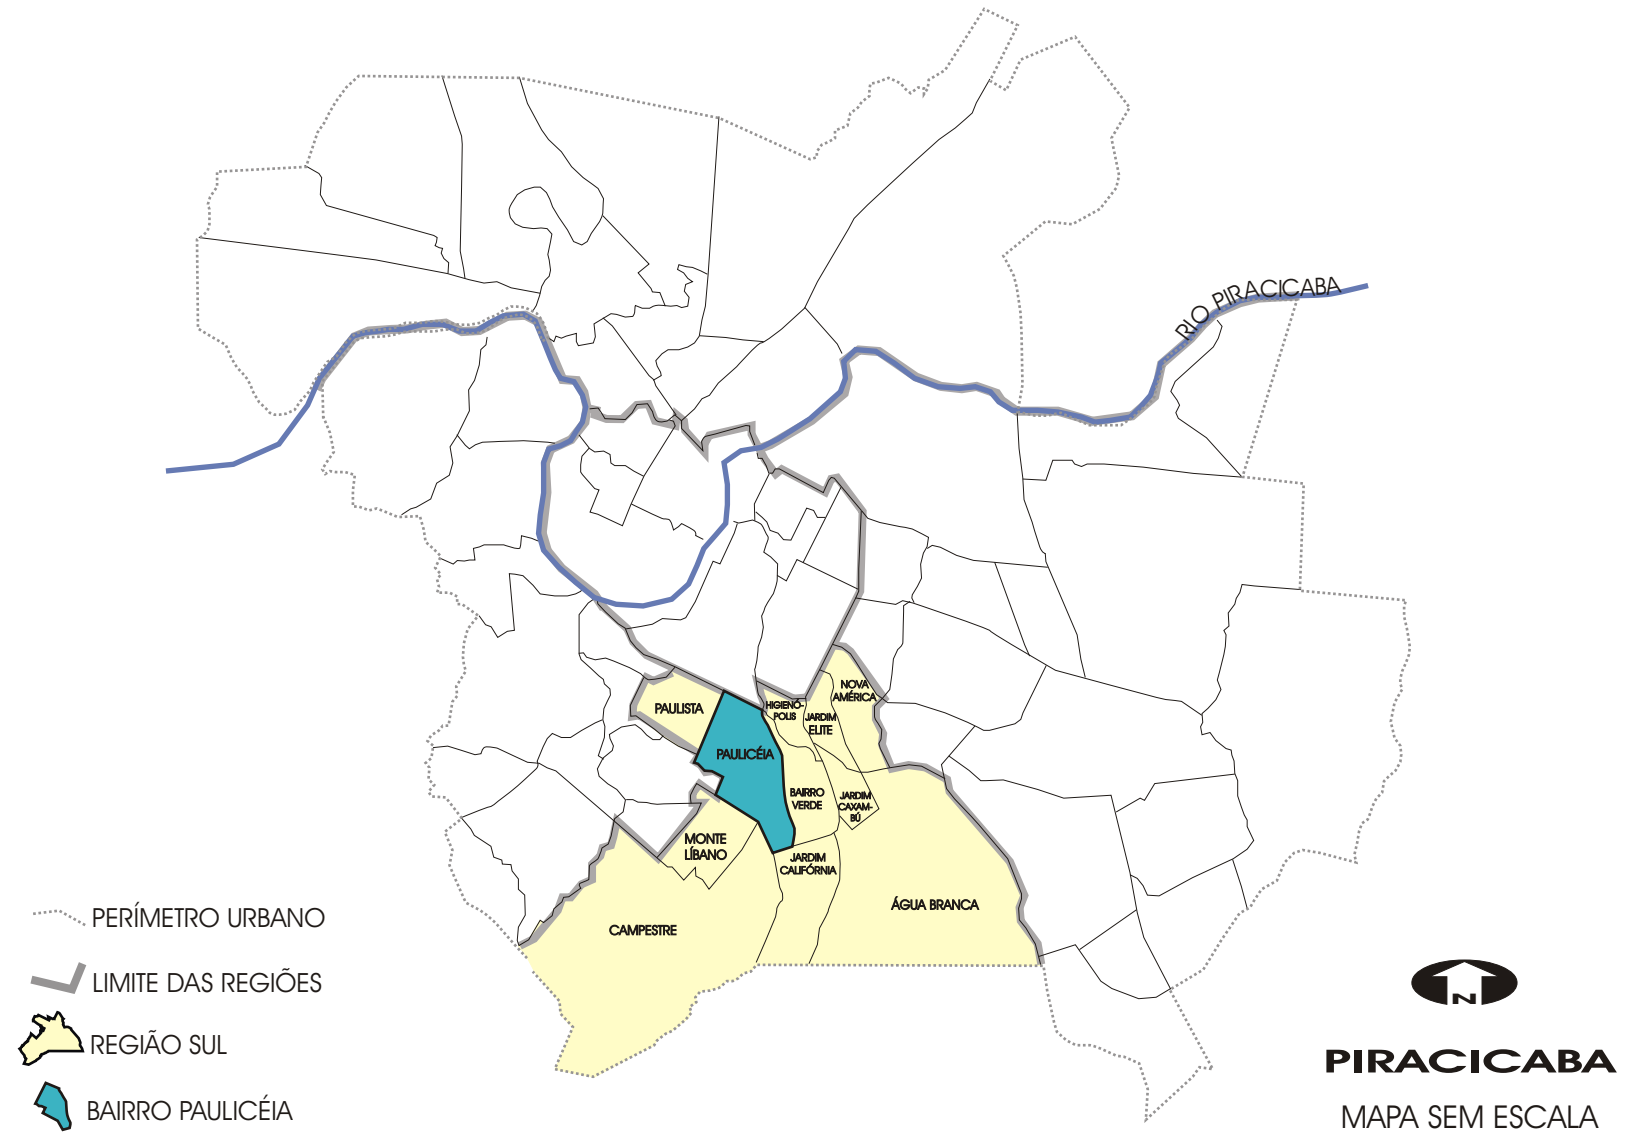 RIO PIRACICABA
NOVA
AMÉRICA
PAULISTA
HIGIENÓ-
POLIS
JARDIM
ELITE
PAULICÉIA
BAIRRO
VERDE
JARDIM
CAXAM-
BÚ
MONTE
LÍBANO
JARDIM
CALIFÓRNIA
ÁGUA BRANCA
CAMPESTRE
PERÍMETRO URBANO
LIMITE DAS REGIÕES
REGIÃO SUL
BAIRRO PAULICÉIA
N
PIRACICABA
MAPA SEM ESCALA